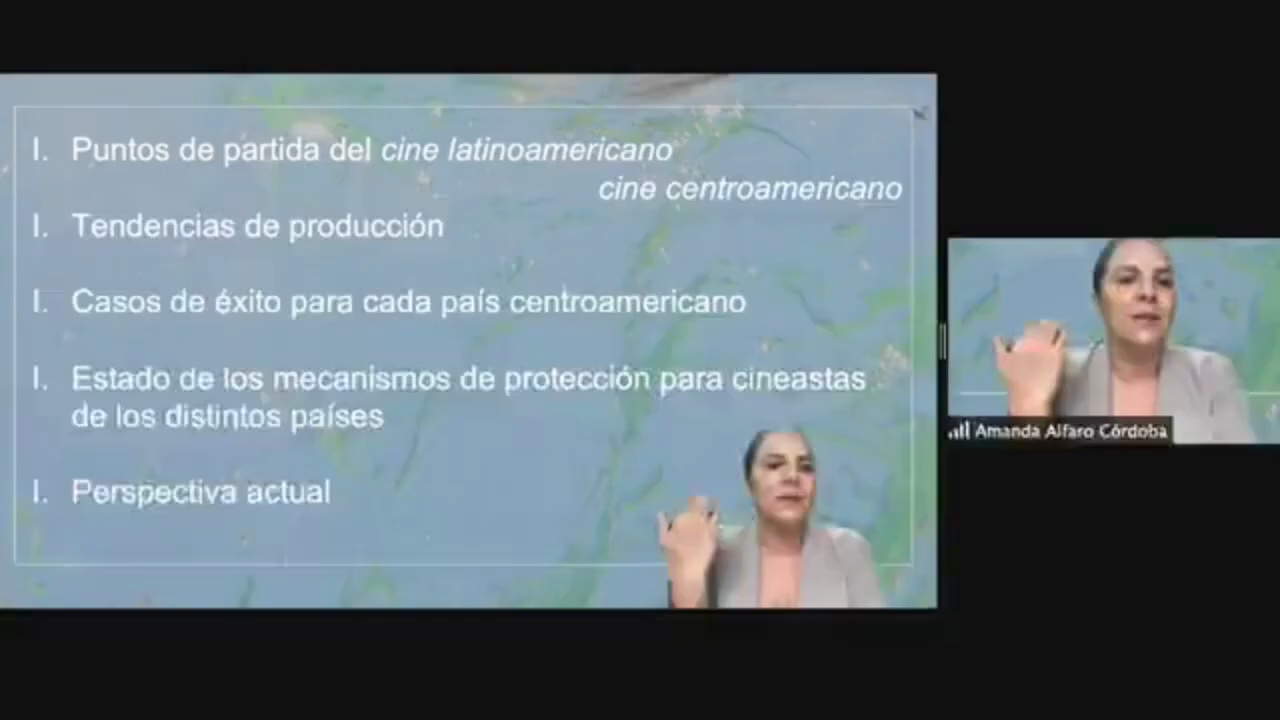 I. Puntos de partida del cine latinoamericano
cine centroamericano
I. Tendencias de producción
I. Casos de éxito para cada país centroamericano
I. Estado de los mecanismos de protección para cineastas
de los distintos países
I. Perspectiva actual
Amanda Alfaro Córdoba